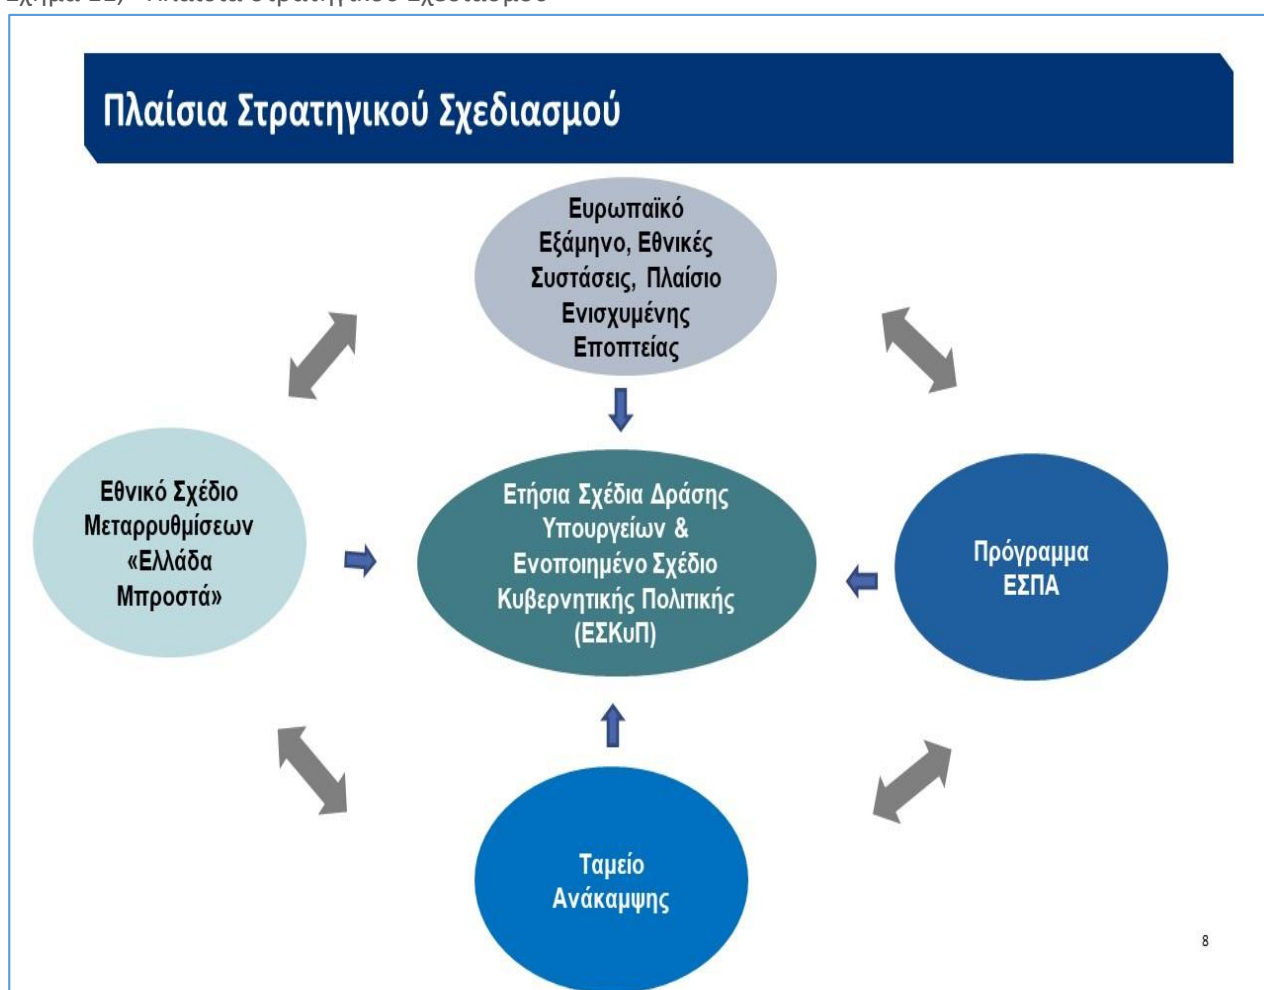 Πλαίσια Στρατηγικού Σχεδιασμού
Ευρωπαϊκό
Εξάμηνο, Εθνικές
Συστάσεις, Πλαίσιο
Ενισχυμένης
Εποπτείας
Εθνικό Σχέδιο
Μεταρρυθμίσεων
«Ελλάδα
Μπροστά»
Ετήσια Σχέδια Δράσης
Υπουργείων &
Ενοποιημένο Σχέδιο
Κυβερνητικής Πολιτικής
(ΕΣΚυΠ)
Πρόγραμμα
ΕΣΠΑ
Ταμείο
Ανάκαμψης
8